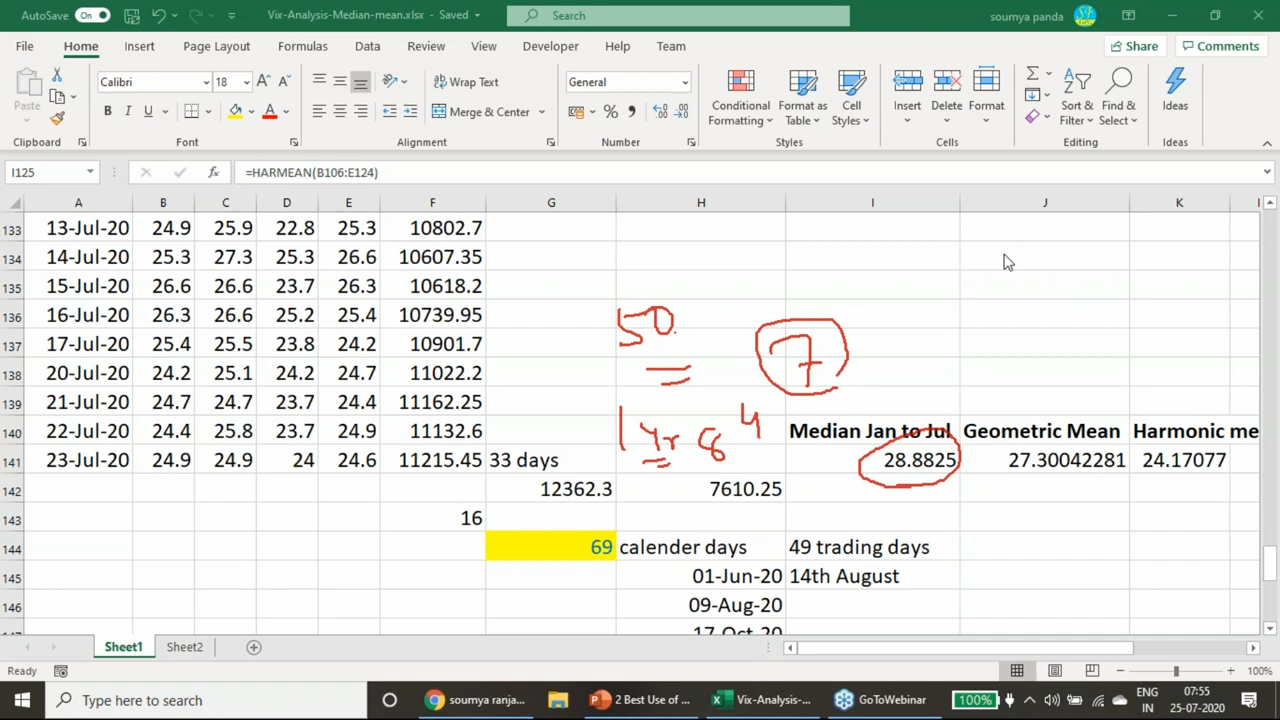 AutoSave On Vix-Analysis-Median-mean.xlsx - Saved Search soumya panda
File Home Insert Page Layout Formulas Data Review View Developer Help Team Share Comments
Paste Calibri 18 A A Wrap Text General Conditional Formatting Format as Table Cell Styles Insert Delete Format Sort & Filter Find & Select Ideas
B I U A Merge & Center % ,
Clipboard Font Alignment Number Styles Cells Editing Ideas
I125 fx =HARMEAN(B106:E124)
A B C D E F G H I J K
133 13-Jul-20 24.9 25.9 22.8 25.3 10802.7
134 14-Jul-20 25.3 27.3 25.3 26.6 10607.35
135 15-Jul-20 26.6 26.6 23.7 26.3 10618.2
136 16-Jul-20 26.3 26.6 25.2 25.4 10739.95
50
137 17-Jul-20 25.4 25.5 23.8 24.2 10901.7
7
138 20-Jul-20 24.2 25.1 24.2 24.7 11022.2
139 21-Jul-20 24.7 24.7 23.7 24.4 11162.25
140 22-Jul-20 24.4 25.8 23.7 24.9 11132.6 Median Jan to Jul Geometric Mean Harmonic me
1 yr 8 4
141 23-Jul-20 24.9 24.9 24 24.6 11215.45 33 days 28.8825 27.30042281 24.17077
142 12362.3 7610.25
143 16
144 69 calender days 49 trading days
145 01-Jun-20 14th August
146 09-Aug-20
147 17-Oct-20
Sheet1 Sheet2
Ready 100%
Type here to search soumya ranja... 2 Best Use of ... Vix-Analysis-... GoToWebinar 100% ENG IN 07:55 25-07-2020